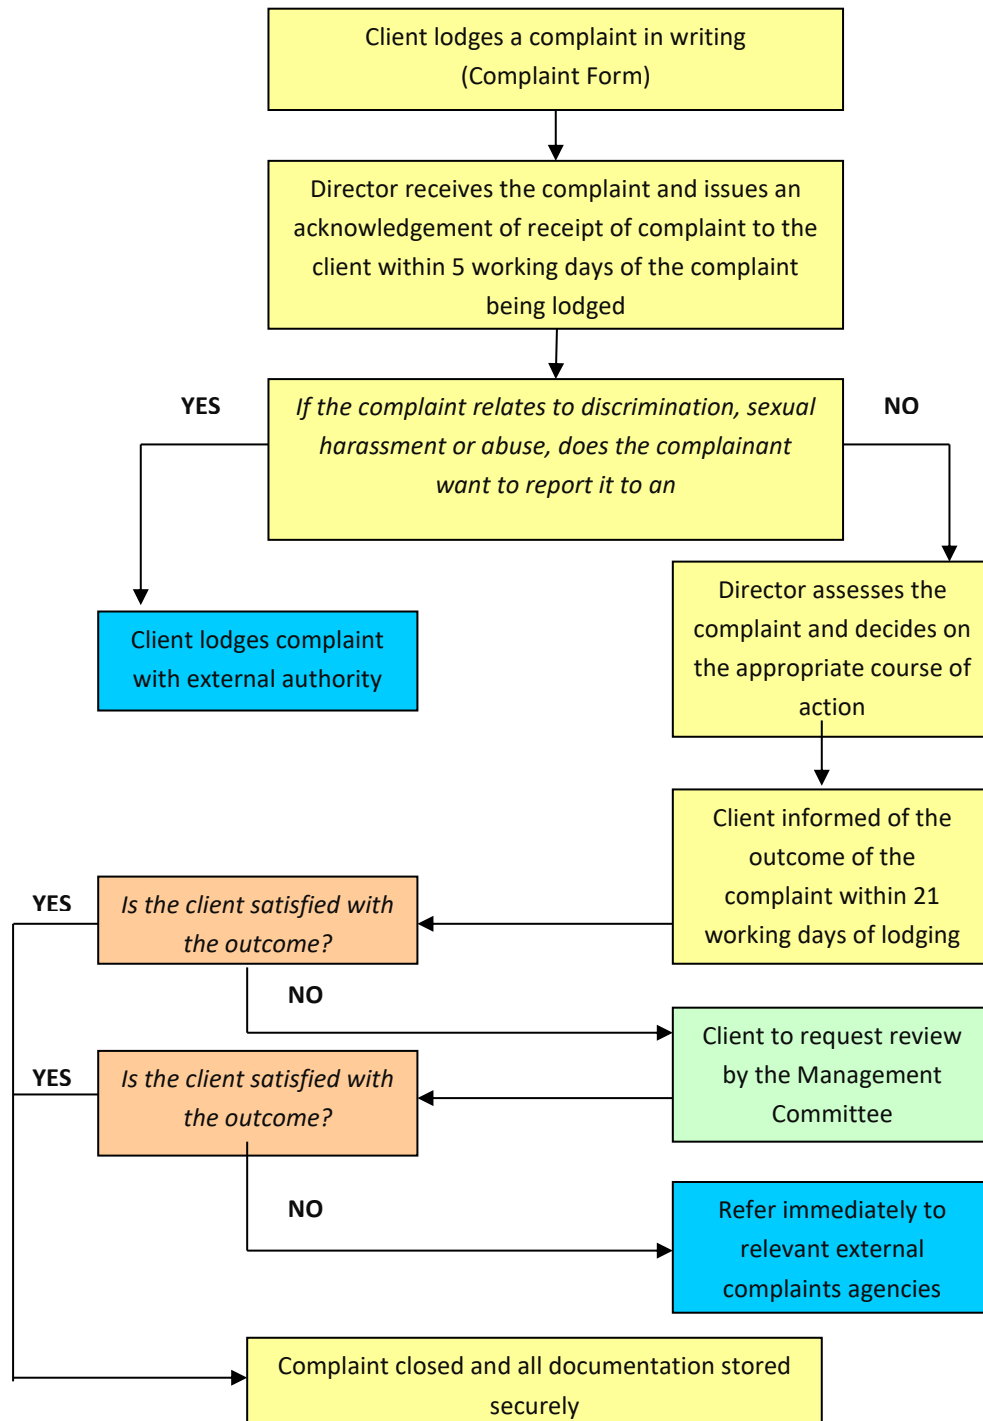 Client lodges a complaint in writing
(Complaint Form)
Director receives the complaint and issues an
acknowledgement of receipt of complaint to the
client within 5 working days of the complaint
being lodged
YES
If the complaint relates to discrimination, sexual
harassment or abuse, does the complainant
want to report it to an
NO
Client lodges complaint
with external authority
Director assesses the
complaint and decides on
the appropriate course of
action
Client informed of the
outcome of the
complaint within 21
working days of lodging
YES
Is the client satisfied with
the outcome?
NO
Client to request review
by the Management
Committee
YES
Is the client satisfied with
the outcome?
NO
Refer immediately to
relevant external
complaints agencies
Complaint closed and all documentation stored
securely